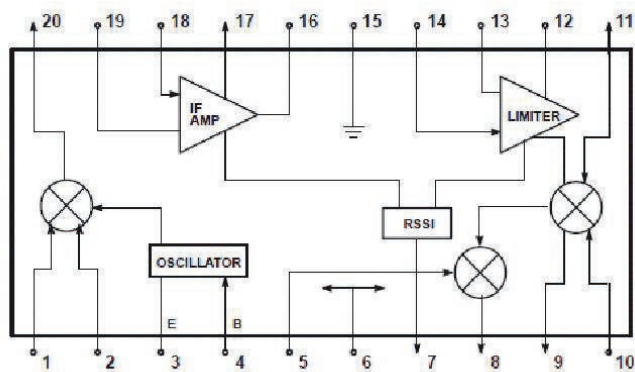 20 19 18 17 16 15 14 13 12 11
IF
AMP
LIMITER
RSSI
OSCILLATOR
E B
1 2 3 4 5 6 7 8 9 10